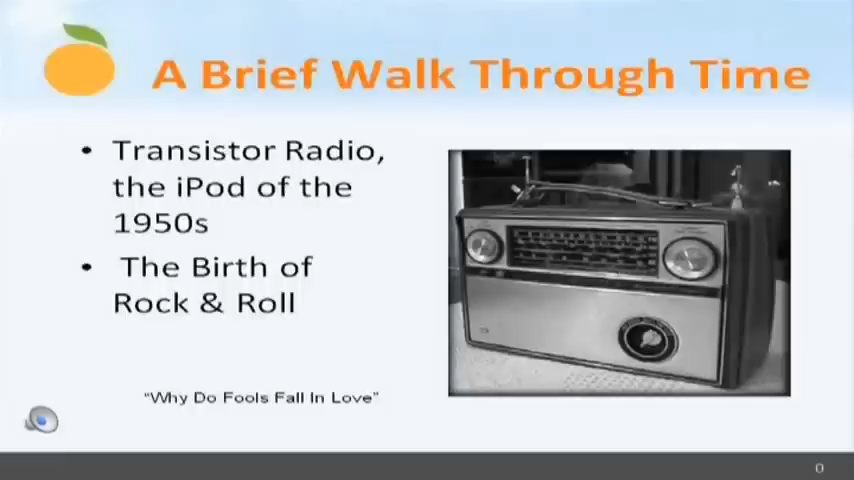 A Brief Walk Through Time
• Transistor Radio,
the iPod of the
1950s
• The Birth of
Rock & Roll
“Why Do Fools Fall In Love”
0